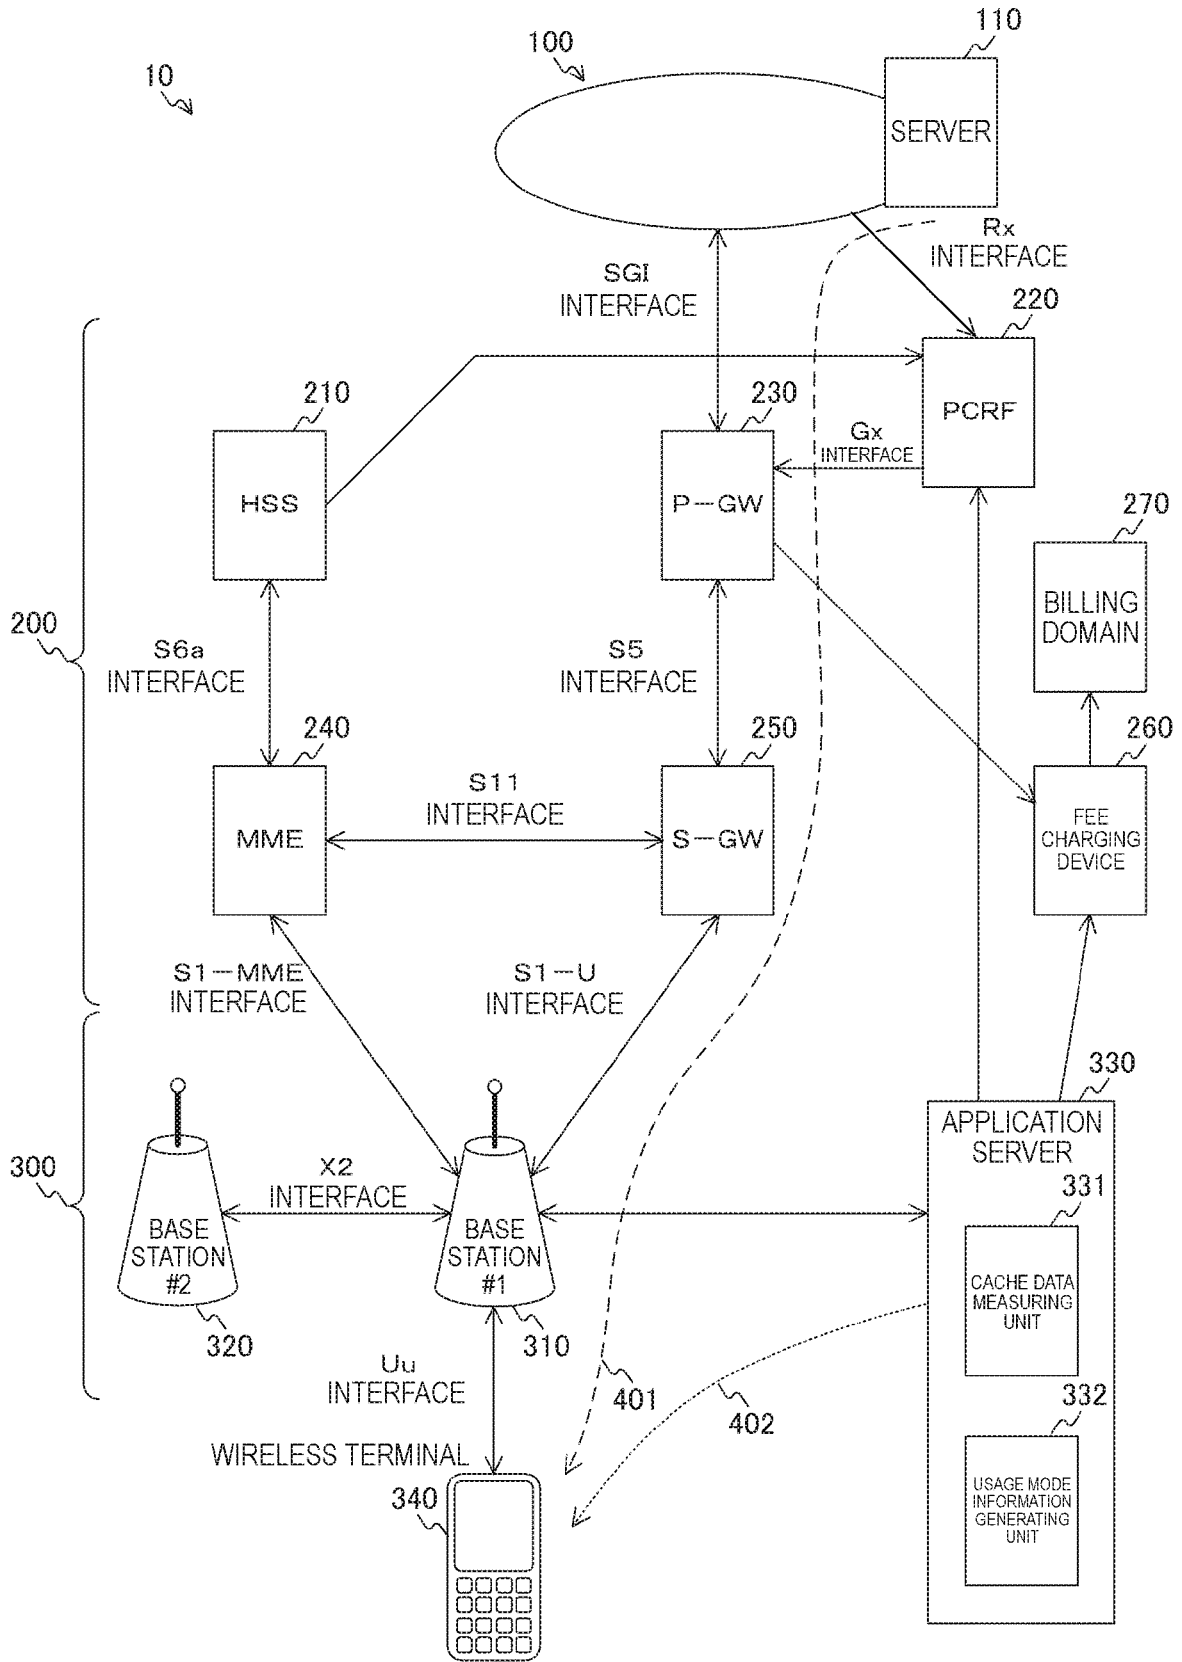 110
100
10
SERVER
Rx
INTERFACE
SGI
INTERFACE
220
210
230
PCRF
Gx
INTERFACE
HSS
P-GW
270
BILLING
DOMAIN
200
S6a
INTERFACE
S5
INTERFACE
240
250
260
S11
INTERFACE
MME
S-GW
FEE
CHARGING
DEVICE
S1-MME
INTERFACE
S1-U
INTERFACE
330
APPLICATION
SERVER
300
X2
INTERFACE
331
BASE
STATION
#2
BASE
STATION
#1
CACHE DATA
MEASURING
UNIT
320
310
Uu
INTERFACE
401
402
332
WIRELESS TERMINAL
340
USAGE MODE
INFORMATION
GENERATING
UNIT